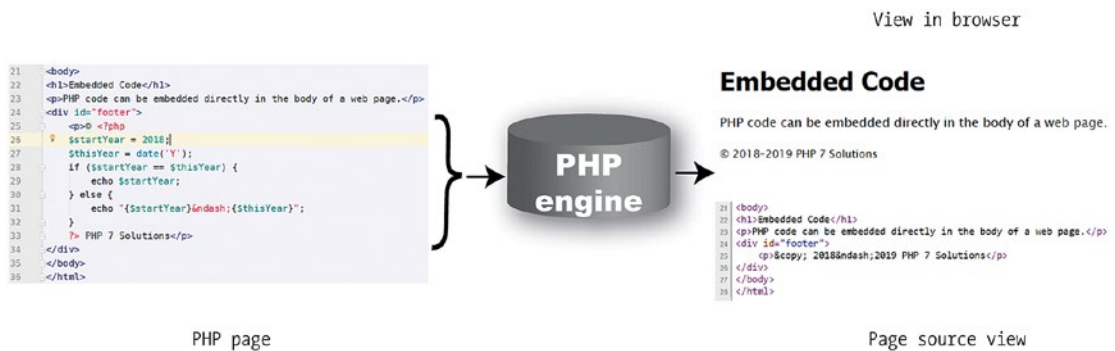 View in browser
21 <body>
22 <h1>Embedded Code</h1>
23 <p>PHP code can be embedded directly in the body of a web page.</p>
24 <div id="footer">
25 <p>© <?php
26 $startYear = 2018;
27 $thisYear = date('Y');
28 if ($startYear == $thisYear) {
29 echo $startYear;
30 } else {
31 echo "{$startYear}&ndash;{$thisYear}";
32 }
33 ?> PHP 7 Solutions</p>
34 </div>
35 </body>
36 </html>
PHP page
PHP
engine
Embedded Code
PHP code can be embedded directly in the body of a web page.
© 2018–2019 PHP 7 Solutions
21 <body>
22 <h1>Embedded Code</h1>
23 <p>PHP code can be embedded directly in the body of a web page.</p>
24 <div id="footer">
25 <p>&copy; 2018&ndash;2019 PHP 7 Solutions</p>
26 </div>
27 </body>
28 </html>
Page source view